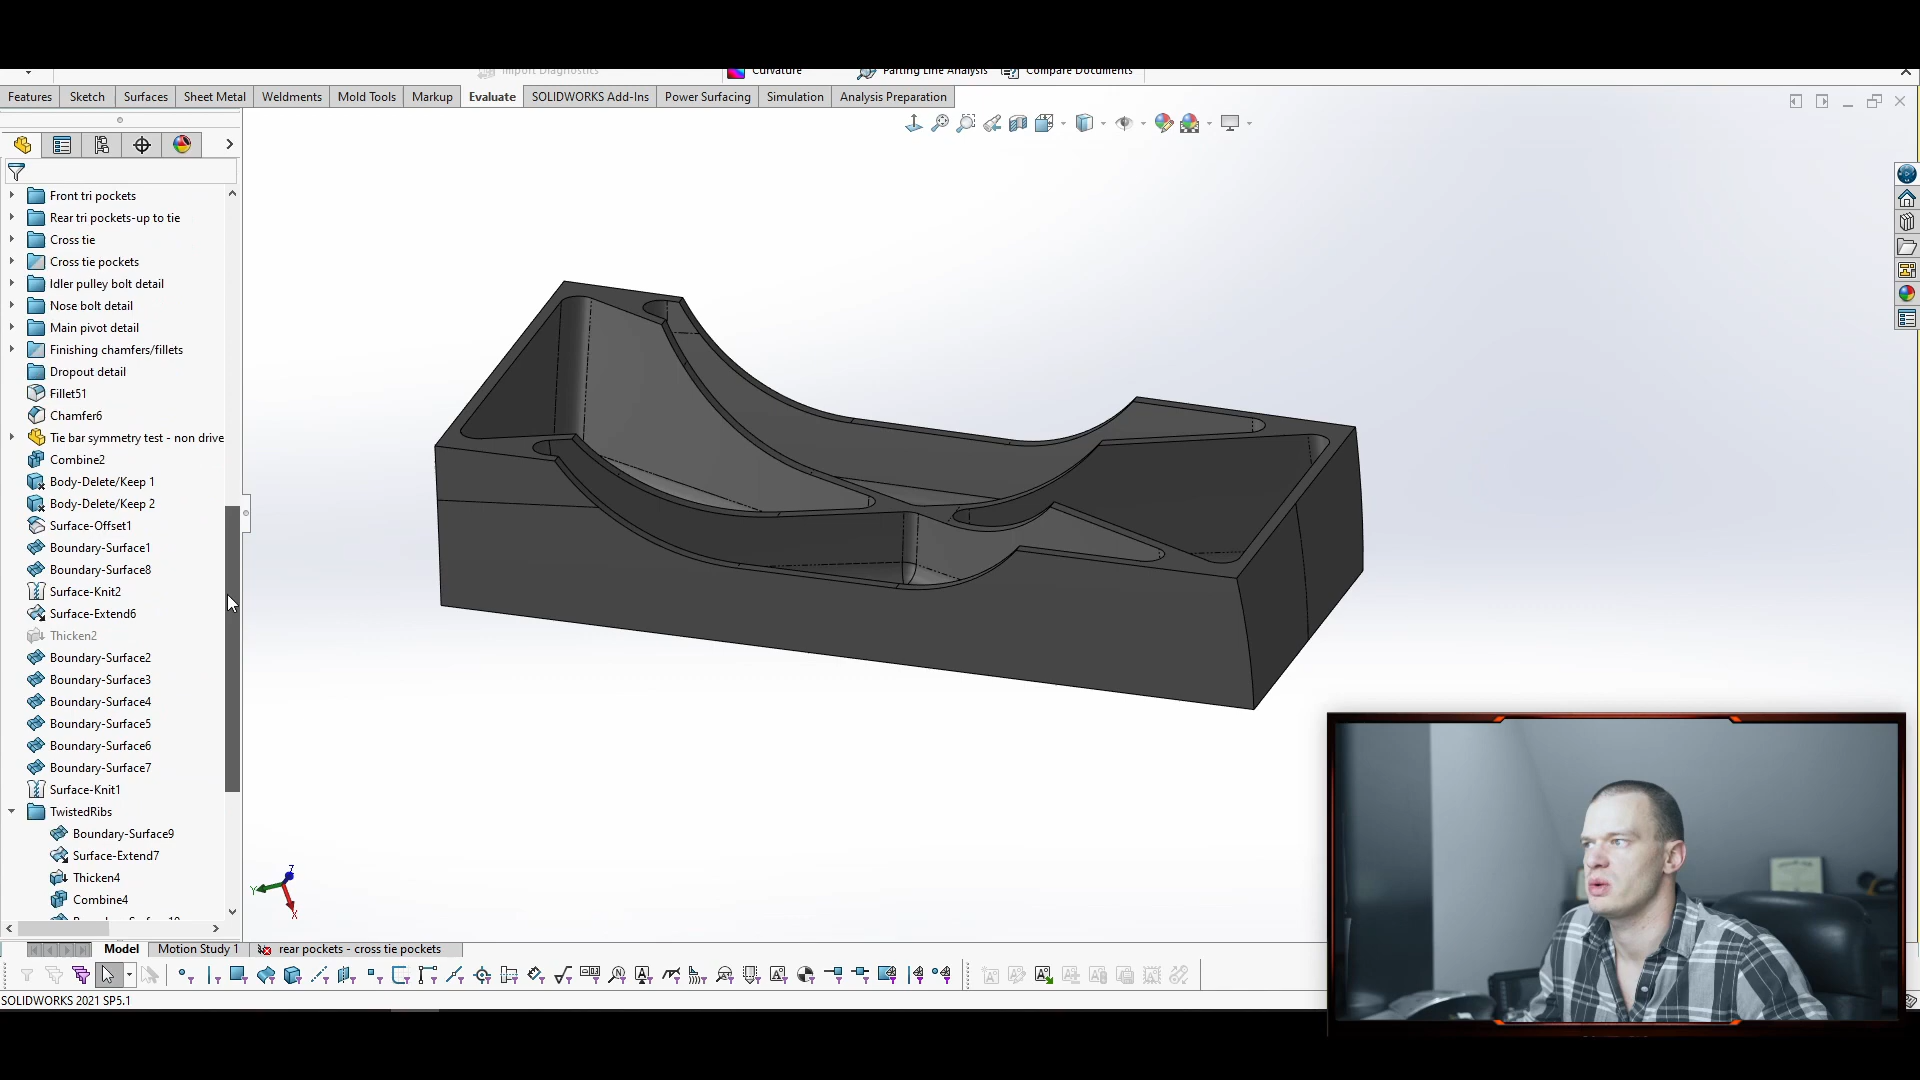 Import Diagnostics
Curvature
Parting Line Analysis
Compare Documents
Features
Sketch
Surfaces
Sheet Metal
Weldments
Mold Tools
Markup
Evaluate
SOLIDWORKS Add-Ins
Power Surfacing
Simulation
Analysis Preparation
Front tri pockets
Rear tri pockets-up to tie
Cross tie
Cross tie pockets
Idler pulley bolt detail
Nose bolt detail
Main pivot detail
Finishing chamfers/fillets
Dropout detail
Fillet51
Chamfer6
Tie bar symmetry test - non drive
Combine2
Body-Delete/Keep 1
Body-Delete/Keep 2
Surface-Offset1
Boundary-Surface1
Boundary-Surface8
Surface-Knit2
Surface-Extend6
Thicken2
Boundary-Surface2
Boundary-Surface3
Boundary-Surface4
Boundary-Surface5
Boundary-Surface6
Boundary-Surface7
Surface-Knit1
TwistedRibs
Boundary-Surface9
Surface-Extend7
Thicken4
Combine4
Z
Y
X
Model
Motion Study 1
rear pockets - cross tie pockets
SOLIDWORKS 2021 SP5.1